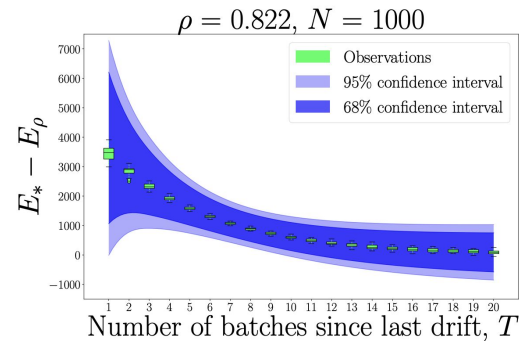 ρ = 0.822, N = 1000
E* − Eρ
7000
6000
5000
4000
3000
2000
1000
0
−1000
Observations
95% confidence interval
68% confidence interval
1 2 3 4 5 6 7 8 9 10 11 12 13 14 15 16 17 18 19 20
Number of batches since last drift, T